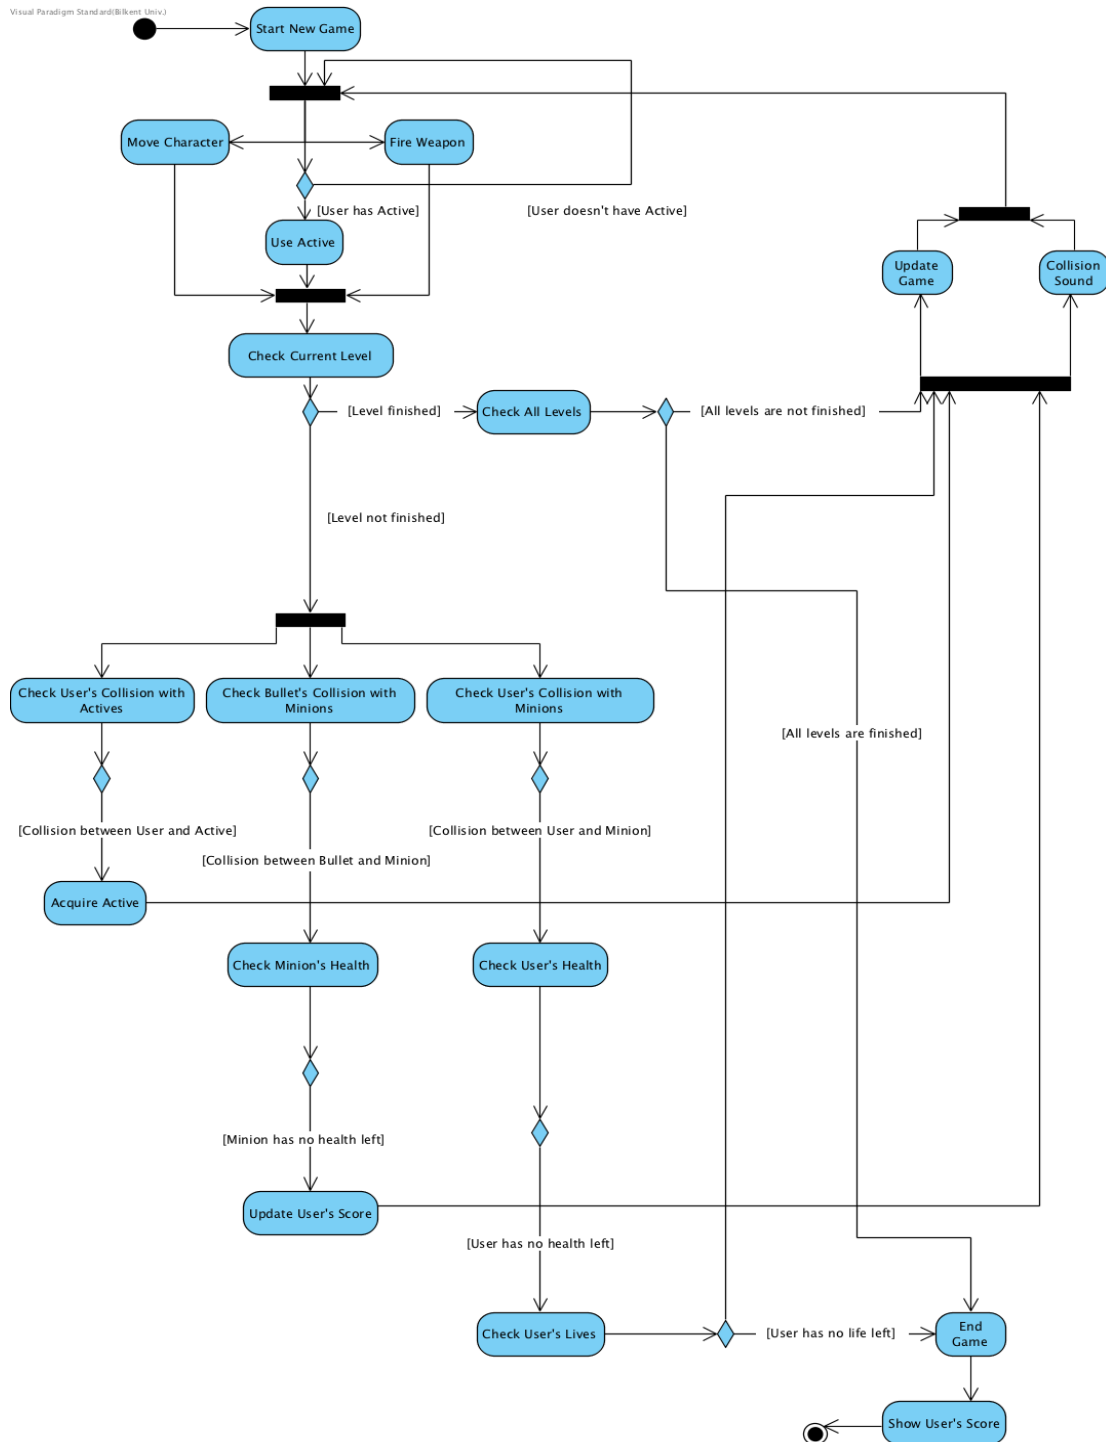 Visual Paradigm Standard(Bilkent Univ.)
Start New Game
Move Character
Fire Weapon
[User has Active]
[User doesn't have Active]
Use Active
Update
Game
Collision
Sound
Check Current Level
[Level finished]
Check All Levels
[All levels are not finished]
[Level not finished]
Check User's Collision with
Actives
Check Bullet's Collision with
Minions
Check User's Collision with
Minions
[All levels are finished]
[Collision between User and Active]
[Collision between User and Minion]
[Collision between Bullet and Minion]
Acquire Active
Check Minion's Health
Check User's Health
[Minion has no health left]
Update User's Score
[User has no health left]
Check User's Lives
[User has no life left]
End
Game
Show User's Score